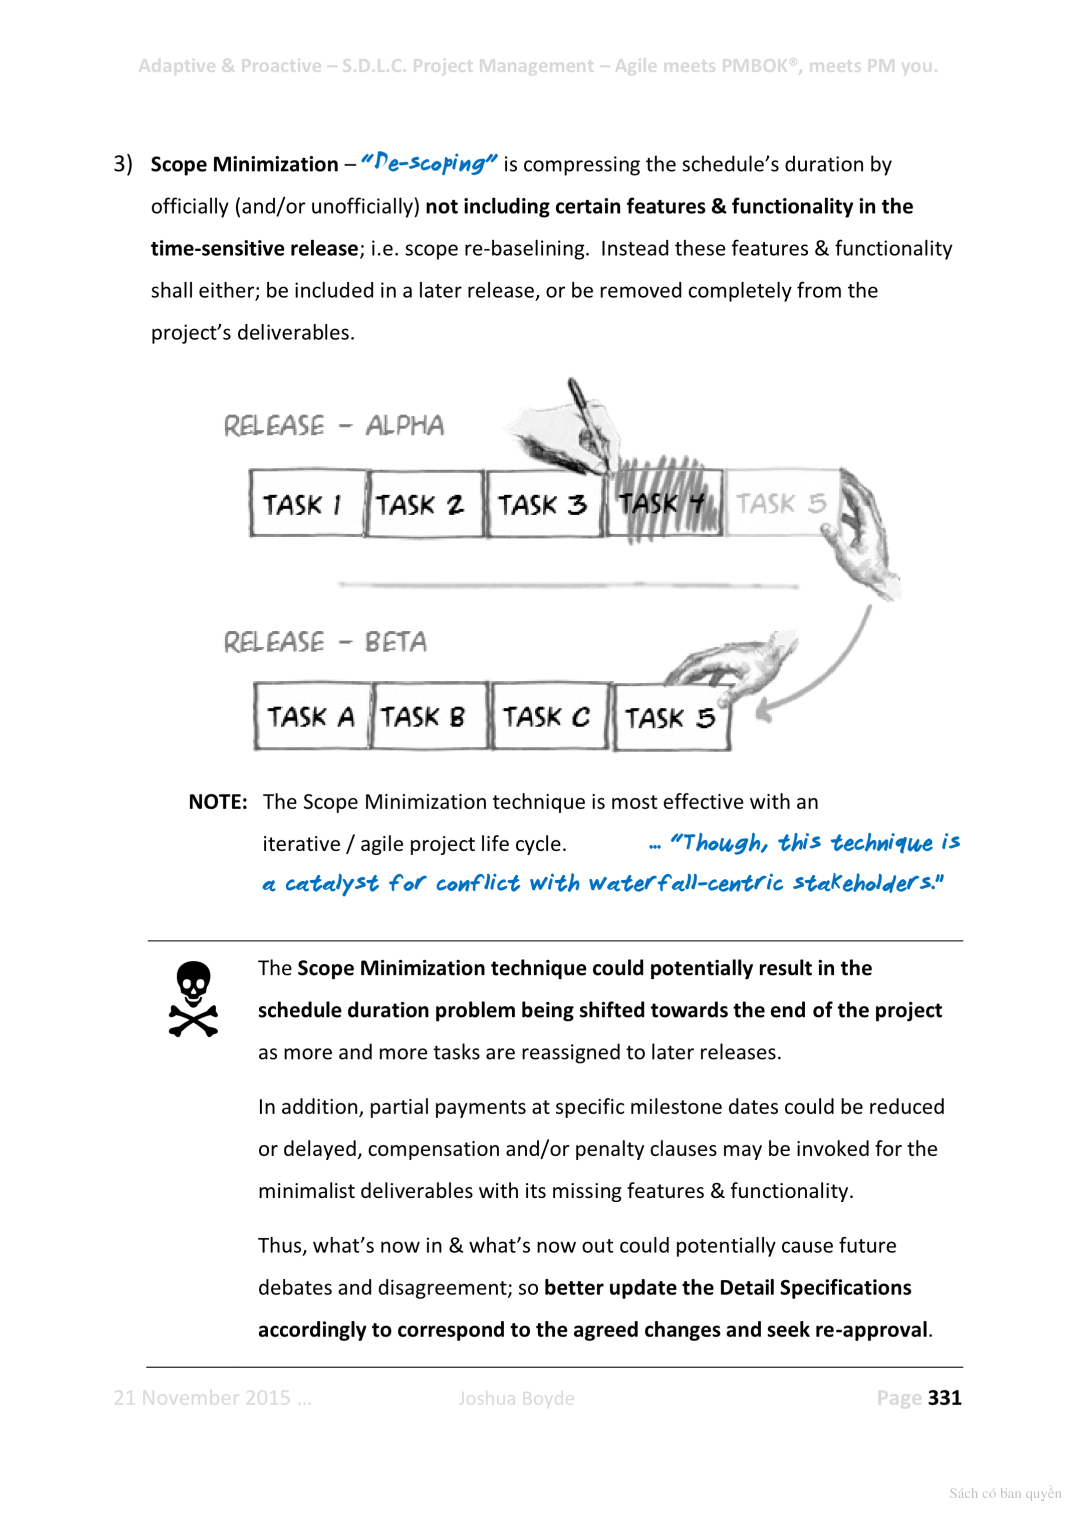 Adaptive & Proactive – S.D.L.C. Project Management – Agile meets PMBOK®, meets PM you.
3) Scope Minimization – “De-scoping” is compressing the schedule’s duration by
officially (and/or unofficially) not including certain features & functionality in the
time-sensitive release; i.e. scope re-baselining. Instead these features & functionality
shall either; be included in a later release, or be removed completely from the
project’s deliverables.
RELEASE – ALPHA
TASK 1 TASK 2 TASK 3 TASK 4 TASK 5
RELEASE – BETA
TASK A TASK B TASK C TASK 5
NOTE: The Scope Minimization technique is most effective with an
iterative / agile project life cycle. … “Though, this technique is
a catalyst for conflict with waterfall-centric stakeholders.”
The Scope Minimization technique could potentially result in the
schedule duration problem being shifted towards the end of the project
as more and more tasks are reassigned to later releases.
In addition, partial payments at specific milestone dates could be reduced
or delayed, compensation and/or penalty clauses may be invoked for the
minimalist deliverables with its missing features & functionality.
Thus, what’s now in & what’s now out could potentially cause future
debates and disagreement; so better update the Detail Specifications
accordingly to correspond to the agreed changes and seek re-approval.
21 November 2015 … Joshua Boyde Page 331
Sách có bản quyền